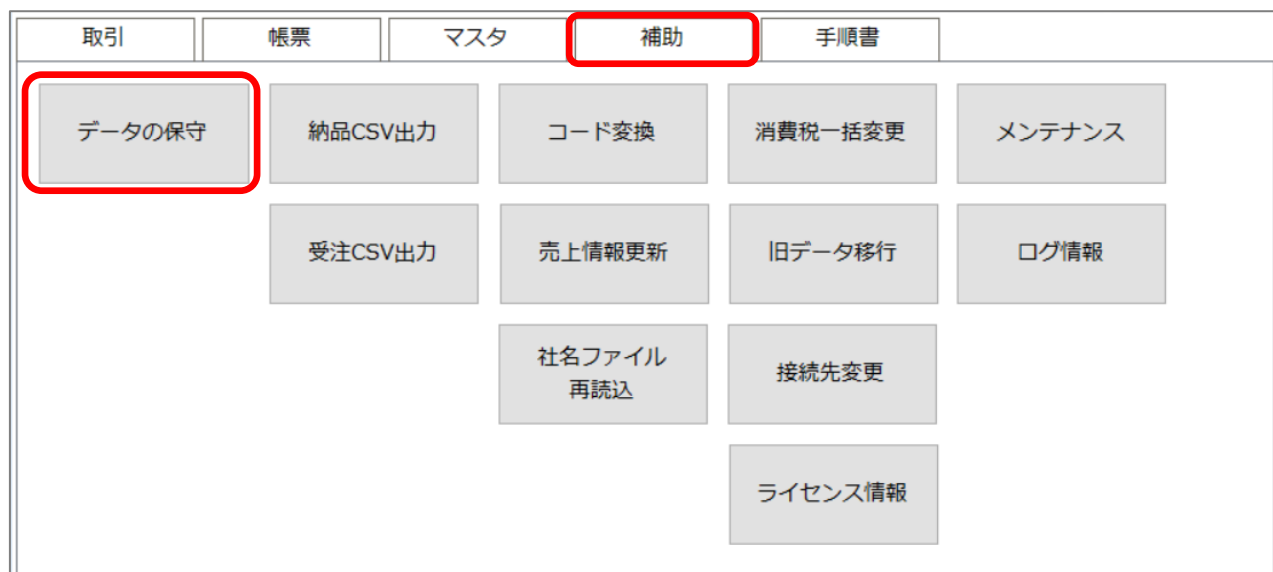 取引
帳票
マスタ
補助
手順書
データの保守
納品CSV出力
コード変換
消費税一括変更
メンテナンス
受注CSV出力
売上情報更新
旧データ移行
ログ情報
社名ファイル
再読込
接続先変更
ライセンス情報